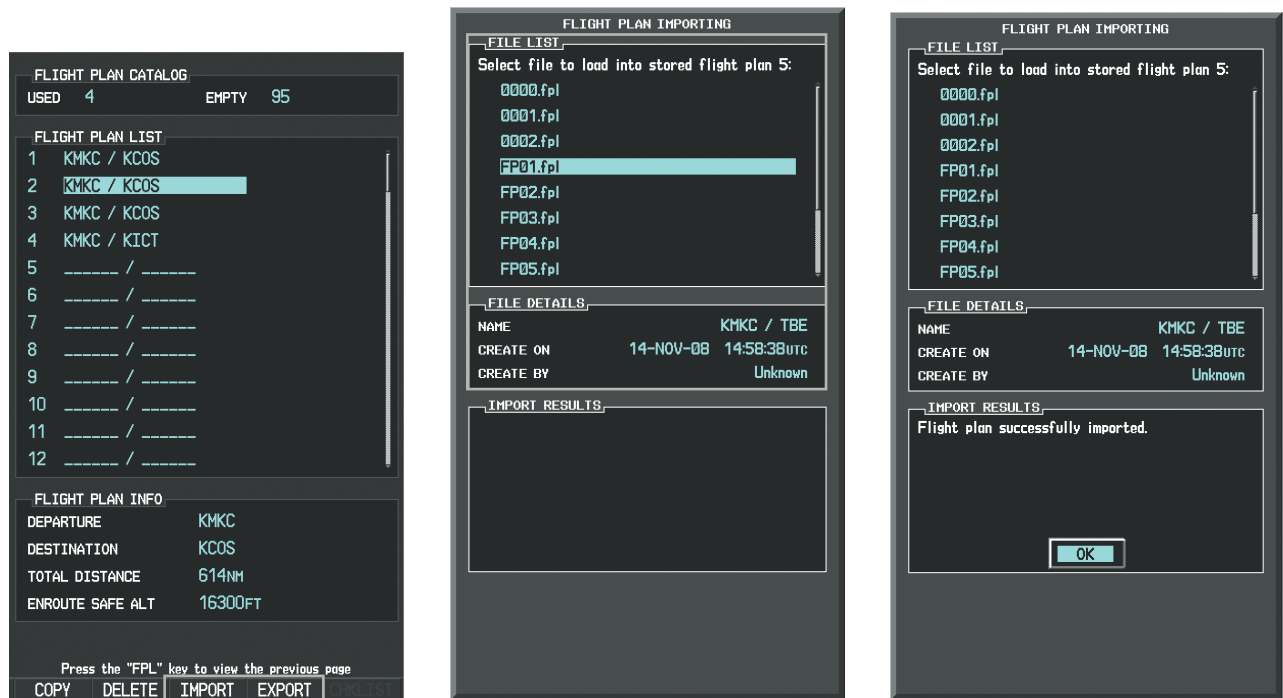 FLIGHT PLAN CATALOG
USED 4 EMPTY 95
FLIGHT PLAN LIST
1 KMKC / KCOS
2 KMKC / KCOS
3 KMKC / KCOS
4 KMKC / KICT
5 ______ / ______
6 ______ / ______
7 ______ / ______
8 ______ / ______
9 ______ / ______
10 ______ / ______
11 ______ / ______
12 ______ / ______
FLIGHT PLAN INFO
DEPARTURE KMKC
DESTINATION KCOS
TOTAL DISTANCE 614NM
ENROUTE SAFE ALT 16300FT
Press the "FPL" key to view the previous page
COPY DELETE IMPORT EXPORT CHKLIST
FLIGHT PLAN IMPORTING
FILE LIST
Select file to load into stored flight plan 5:
0000.fpl
0001.fpl
0002.fpl
FP01.fpl
FP02.fpl
FP03.fpl
FP04.fpl
FP05.fpl
FILE DETAILS
NAME KMKC / TBE
CREATE ON 14-NOV-08 14:58:38UTC
CREATE BY Unknown
IMPORT RESULTS
FLIGHT PLAN IMPORTING
FILE LIST
Select file to load into stored flight plan 5:
0000.fpl
0001.fpl
0002.fpl
FP01.fpl
FP02.fpl
FP03.fpl
FP04.fpl
FP05.fpl
FILE DETAILS
NAME KMKC / TBE
CREATE ON 14-NOV-08 14:58:38UTC
CREATE BY Unknown
IMPORT RESULTS
Flight plan successfully imported.
OK